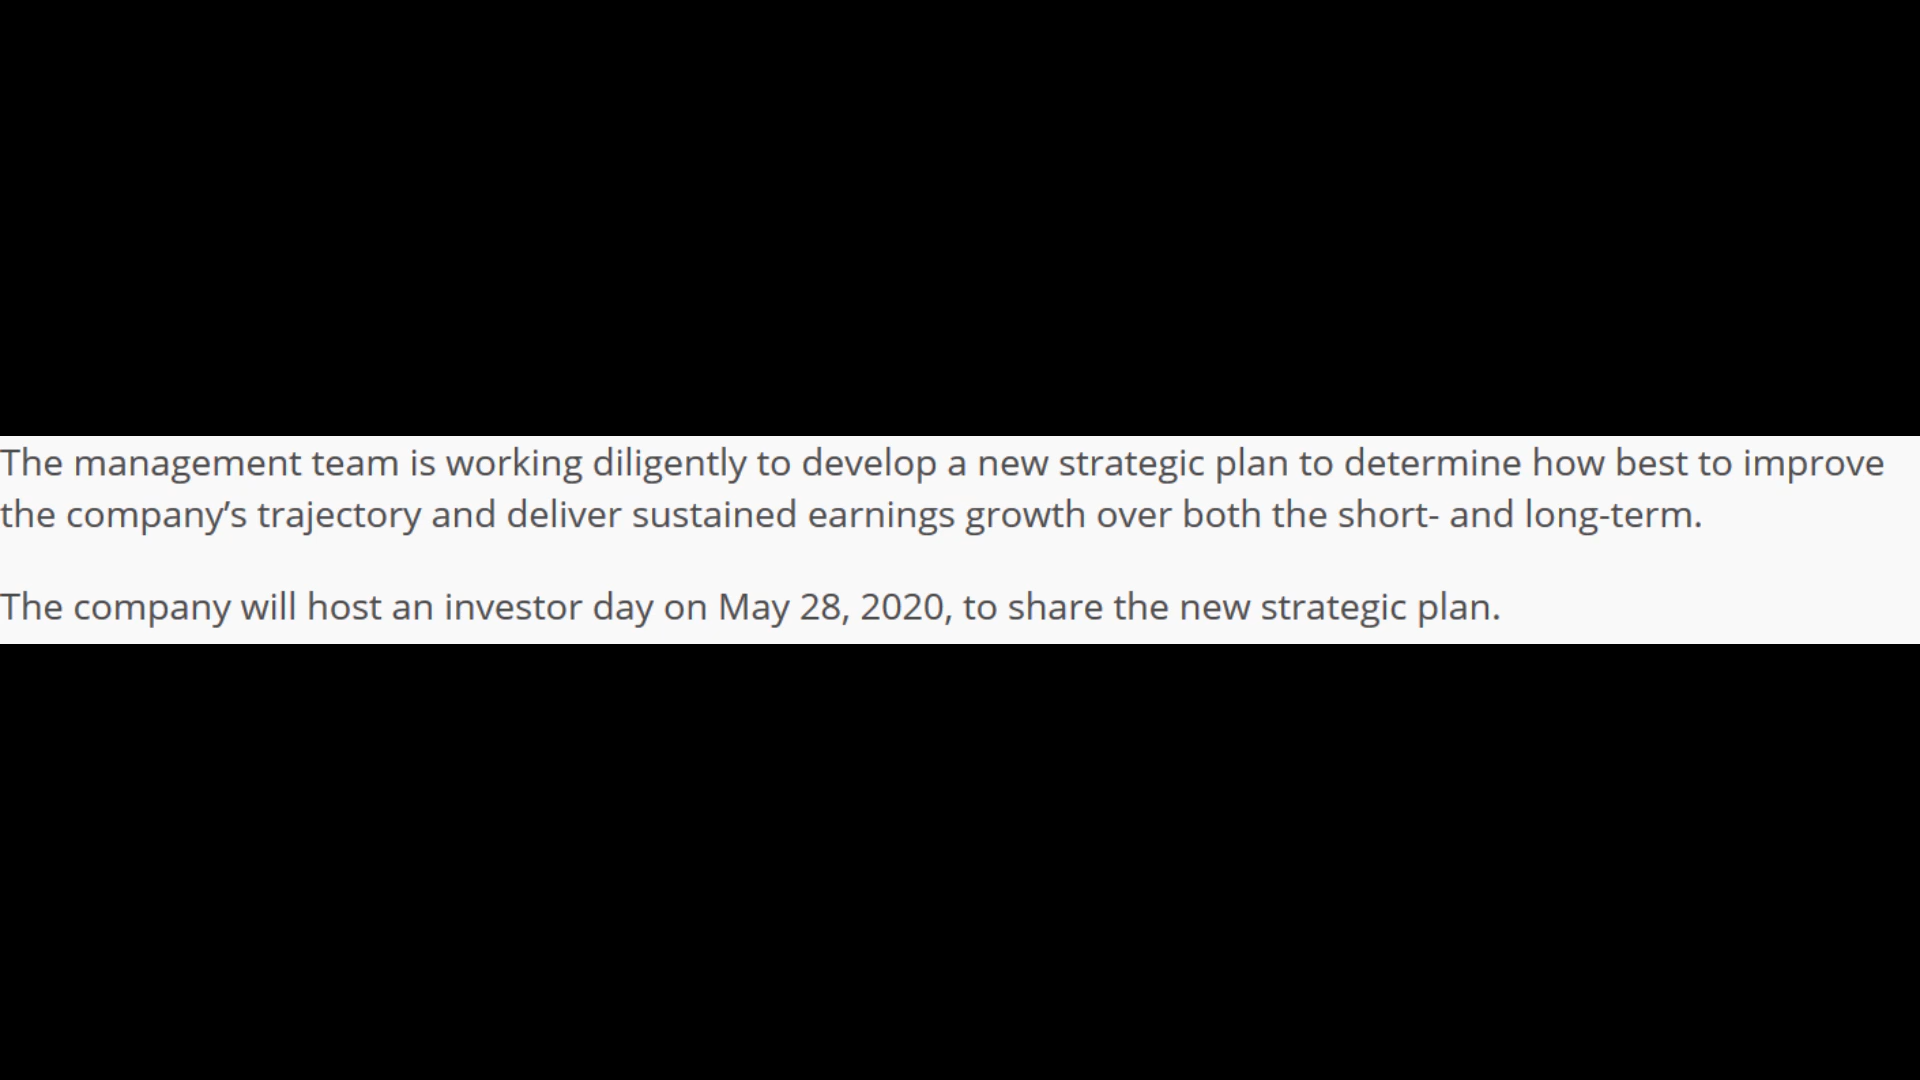 The management team is working diligently to develop a new strategic plan to determine how best to improve
the company’s trajectory and deliver sustained earnings growth over both the short- and long-term.
The company will host an investor day on May 28, 2020, to share the new strategic plan.